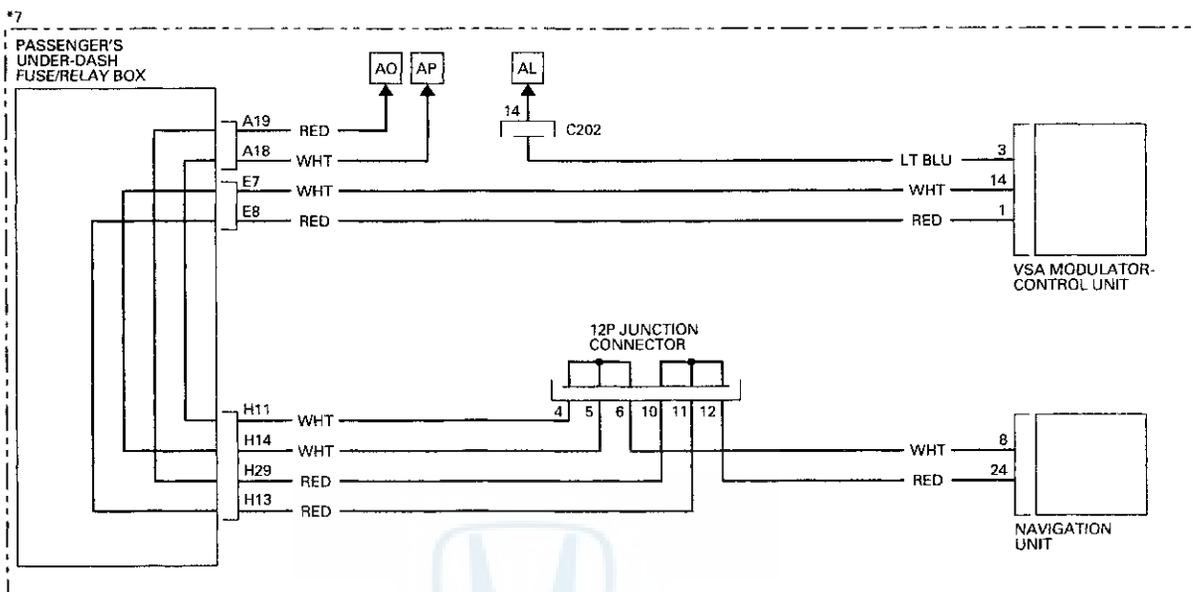 *7
PASSENGER'S
UNDER-DASH
FUSE/RELAY BOX
AO
AP
AL
14
C202
A19
RED
A18
WHT
LT BLU
3
E7
WHT
WHT
14
E8
RED
RED
1
VSA MODULATOR-
CONTROL UNIT
12P JUNCTION
CONNECTOR
H11
WHT
4
5
6
10
11
12
H14
WHT
WHT
8
H29
RED
RED
24
H13
RED
NAVIGATION
UNIT